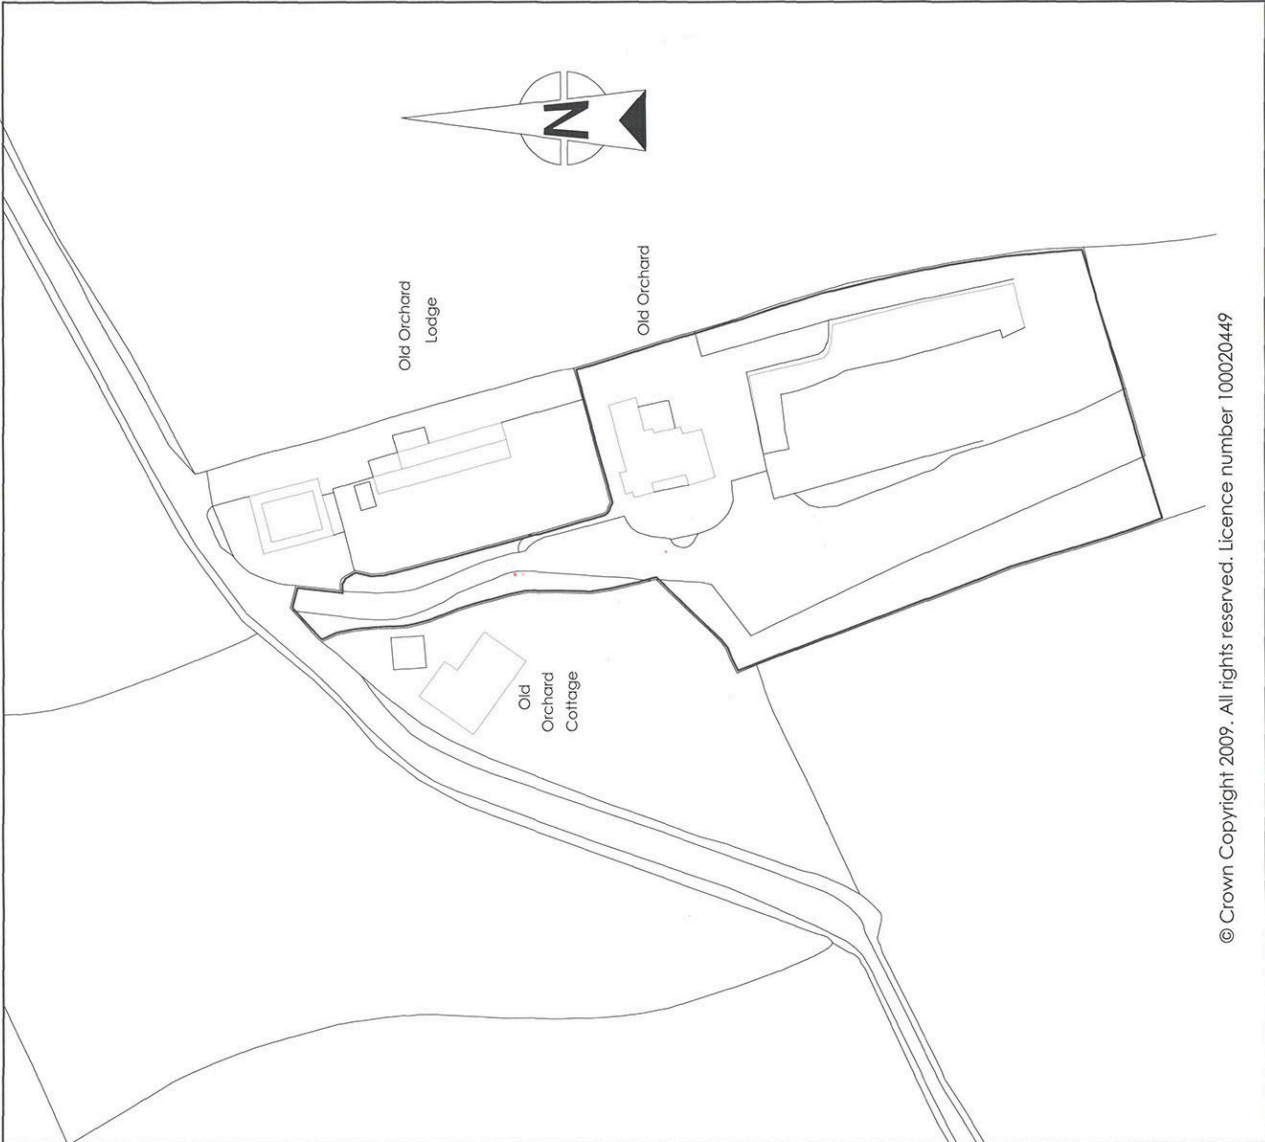 N
Old Orchard
Lodge
Old Orchard
Old
Orchard
Cottage
© Crown Copyright 2009. All rights reserved. Licence number 100020449